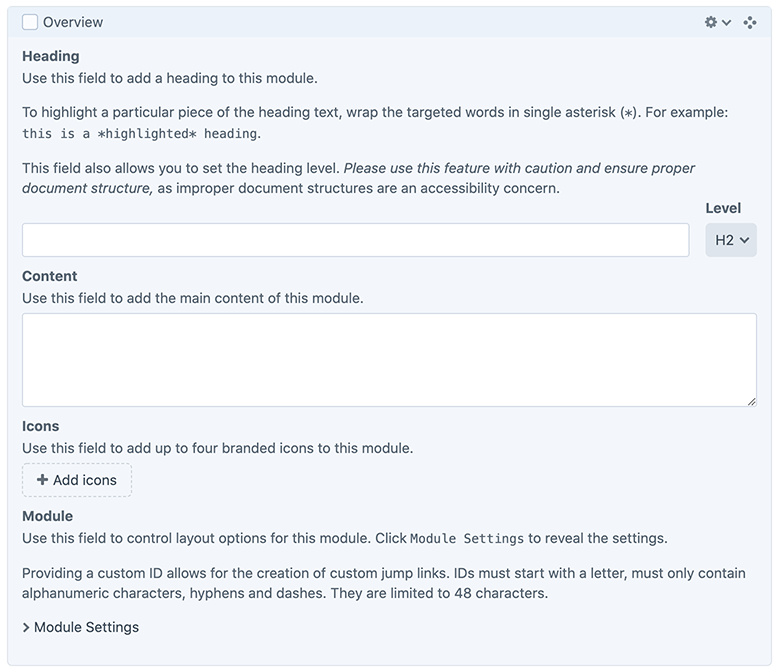 Overview
Heading
Use this field to add a heading to this module.
To highlight a particular piece of the heading text, wrap the targeted words in single asterisk (*). For example:
this is a *highlighted* heading.
This field also allows you to set the heading level. Please use this feature with caution and ensure proper
document structure, as improper document structures are an accessibility concern.
Level
H2
Content
Use this field to add the main content of this module.
Icons
Use this field to add up to four branded icons to this module.
+ Add icons
Module
Use this field to control layout options for this module. Click Module Settings to reveal the settings.
Providing a custom ID allows for the creation of custom jump links. IDs must start with a letter, must only contain
alphanumeric characters, hyphens and dashes. They are limited to 48 characters.
Module Settings